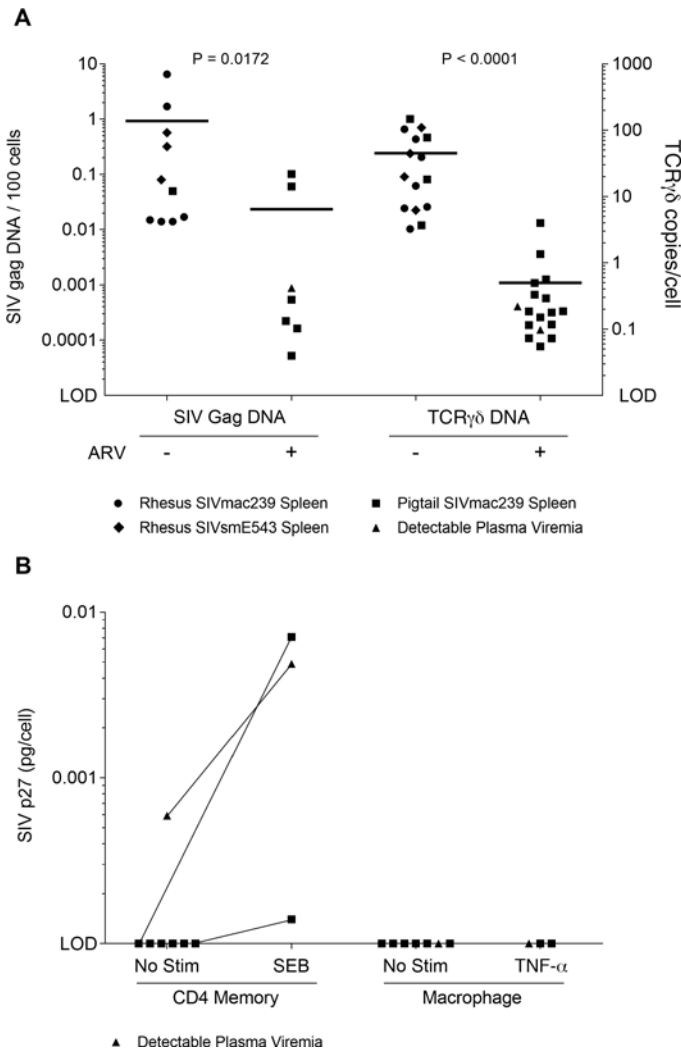 A
P = 0.0172
P < 0.0001
SIV gag DNA / 100 cells
10
1
0.1
0.01
0.001
0.0001
LOD
TCRγδ copies/cell
1000
100
10
1
0.1
LOD
SIV Gag DNA
TCRγδ DNA
ARV - + - +
Rhesus SIVmac239 Spleen
Pigtail SIVmac239 Spleen
Rhesus SIVsmE543 Spleen
Detectable Plasma Viremia
B
SIV p27 (pg/cell)
0.01
0.001
LOD
No Stim SEB No Stim TNF-α
CD4 Memory Macrophage
Detectable Plasma Viremia